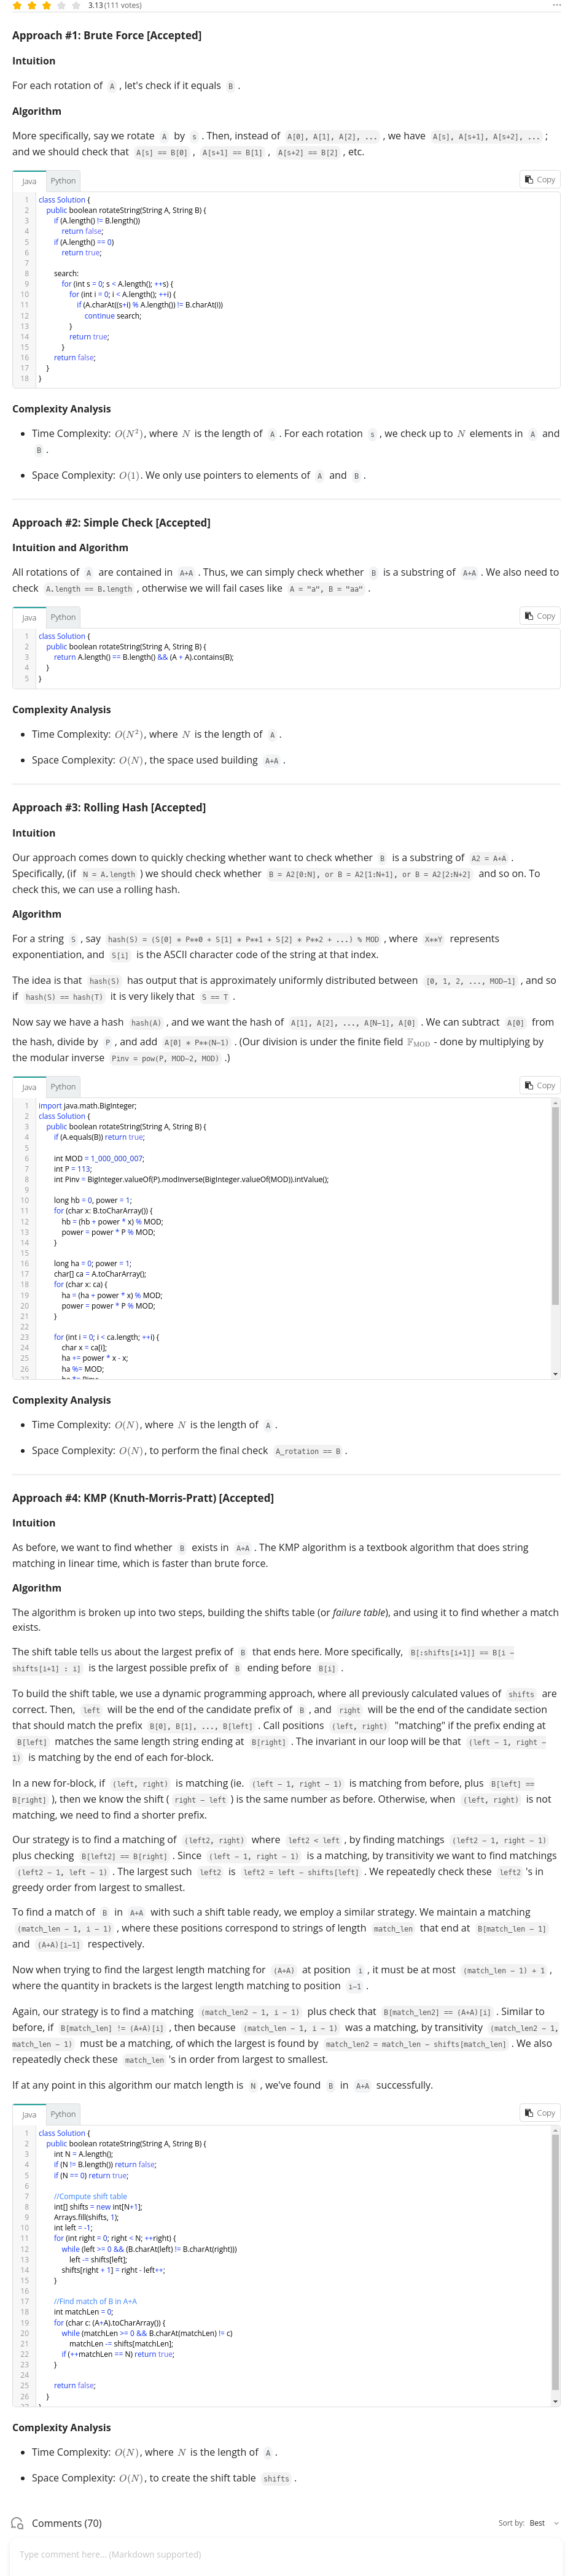 3.13 (111 votes)
Approach #1: Brute Force [Accepted]
Intuition
For each rotation of A , let's check if it equals B .
Algorithm
More specifically, say we rotate A by s . Then, instead of A[0], A[1], A[2], ... , we have A[s], A[s+1], A[s+2], ... ;
and we should check that A[s] == B[0] , A[s+1] == B[1] , A[s+2] == B[2] , etc.
Java Python Copy
1 class Solution {
2 public boolean rotateString(String A, String B) {
3 if (A.length() != B.length())
4 return false;
5 if (A.length() == 0)
6 return true;
7
8 search:
9 for (int s = 0; s < A.length(); ++s) {
10 for (int i = 0; i < A.length(); ++i) {
11 if (A.charAt((s+i) % A.length()) != B.charAt(i))
12 continue search;
13 }
14 return true;
15 }
16 return false;
17 }
18 }
Complexity Analysis
• Time Complexity: O(N²), where N is the length of A . For each rotation s , we check up to N elements in A and
B .
• Space Complexity: O(1). We only use pointers to elements of A and B .
Approach #2: Simple Check [Accepted]
Intuition and Algorithm
All rotations of A are contained in A+A . Thus, we can simply check whether B is a substring of A+A . We also need to
check A.length == B.length , otherwise we will fail cases like A = "a", B = "aa" .
Java Python Copy
1 class Solution {
2 public boolean rotateString(String A, String B) {
3 return A.length() == B.length() && (A + A).contains(B);
4 }
5 }
Complexity Analysis
• Time Complexity: O(N²), where N is the length of A .
• Space Complexity: O(N), the space used building A+A .
Approach #3: Rolling Hash [Accepted]
Intuition
Our approach comes down to quickly checking whether want to check whether B is a substring of A2 = A+A .
Specifically, (if N = A.length ) we should check whether B = A2[0:N], or B = A2[1:N+1], or B = A2[2:N+2] and so on. To
check this, we can use a rolling hash.
Algorithm
For a string S , say hash(S) = (S[0] * P**0 + S[1] * P**1 + S[2] * P**2 + ...) % MOD , where X**Y represents
exponentiation, and S[i] is the ASCII character code of the string at that index.
The idea is that hash(S) has output that is approximately uniformly distributed between [0, 1, 2, ..., MOD-1] , and so
if hash(S) == hash(T) it is very likely that S == T .
Now say we have a hash hash(A) , and we want the hash of A[1], A[2], ..., A[N-1], A[0] . We can subtract A[0] from
the hash, divide by P , and add A[0] * P**(N-1) . (Our division is under the finite field 𝔽MOD - done by multiplying by
the modular inverse Pinv = pow(P, MOD-2, MOD) .)
Java Python Copy
1 import java.math.BigInteger;
2 class Solution {
3 public boolean rotateString(String A, String B) {
4 if (A.equals(B)) return true;
5
6 int MOD = 1_000_000_007;
7 int P = 113;
8 int Pinv = BigInteger.valueOf(P).modInverse(BigInteger.valueOf(MOD)).intValue();
9
10 long hb = 0, power = 1;
11 for (char x: B.toCharArray()) {
12 hb = (hb + power * x) % MOD;
13 power = power * P % MOD;
14 }
15
16 long ha = 0; power = 1;
17 char[] ca = A.toCharArray();
18 for (char x: ca) {
19 ha = (ha + power * x) % MOD;
20 power = power * P % MOD;
21 }
22
23 for (int i = 0; i < ca.length; ++i) {
24 char x = ca[i];
25 ha += power * x - x;
26 ha %= MOD;
27 ha *= Pinv;
Complexity Analysis
• Time Complexity: O(N), where N is the length of A .
• Space Complexity: O(N), to perform the final check A_rotation == B .
Approach #4: KMP (Knuth-Morris-Pratt) [Accepted]
Intuition
As before, we want to find whether B exists in A+A . The KMP algorithm is a textbook algorithm that does string
matching in linear time, which is faster than brute force.
Algorithm
The algorithm is broken up into two steps, building the shifts table (or failure table), and using it to find whether a match
exists.
The shift table tells us about the largest prefix of B that ends here. More specifically, B[:shifts[i+1]] == B[i -
shifts[i+1] : i] is the largest possible prefix of B ending before B[i] .
To build the shift table, we use a dynamic programming approach, where all previously calculated values of shifts are
correct. Then, left will be the end of the candidate prefix of B , and right will be the end of the candidate section
that should match the prefix B[0], B[1], ..., B[left] . Call positions (left, right) "matching" if the prefix ending at
B[left] matches the same length string ending at B[right] . The invariant in our loop will be that (left - 1, right -
1) is matching by the end of each for-block.
In a new for-block, if (left, right) is matching (ie. (left - 1, right - 1) is matching from before, plus B[left] ==
B[right] ), then we know the shift ( right - left ) is the same number as before. Otherwise, when (left, right) is not
matching, we need to find a shorter prefix.
Our strategy is to find a matching of (left2, right) where left2 < left , by finding matchings (left2 - 1, right - 1)
plus checking B[left2] == B[right] . Since (left - 1, right - 1) is a matching, by transitivity we want to find matchings
(left2 - 1, left - 1) . The largest such left2 is left2 = left - shifts[left] . We repeatedly check these left2 's in
greedy order from largest to smallest.
To find a match of B in A+A with such a shift table ready, we employ a similar strategy. We maintain a matching
(match_len - 1, i - 1) , where these positions correspond to strings of length match_len that end at B[match_len - 1]
and (A+A)[i-1] respectively.
Now when trying to find the largest length matching for (A+A) at position i , it must be at most (match_len - 1) + 1 ,
where the quantity in brackets is the largest length matching to position i-1 .
Again, our strategy is to find a matching (match_len2 - 1, i - 1) plus check that B[match_len2] == (A+A)[i] . Similar to
before, if B[match_len] != (A+A)[i] , then because (match_len - 1, i - 1) was a matching, by transitivity (match_len2 - 1,
match_len - 1) must be a matching, of which the largest is found by match_len2 = match_len - shifts[match_len] . We also
repeatedly check these match_len 's in order from largest to smallest.
If at any point in this algorithm our match length is N , we've found B in A+A successfully.
Java Python Copy
1 class Solution {
2 public boolean rotateString(String A, String B) {
3 int N = A.length();
4 if (N != B.length()) return false;
5 if (N == 0) return true;
6
7 //Compute shift table
8 int[] shifts = new int[N+1];
9 Arrays.fill(shifts, 1);
10 int left = -1;
11 for (int right = 0; right < N; ++right) {
12 while (left >= 0 && (B.charAt(left) != B.charAt(right)))
13 left -= shifts[left];
14 shifts[right + 1] = right - left++;
15 }
16
17 //Find match of B in A+A
18 int matchLen = 0;
19 for (char c: (A+A).toCharArray()) {
20 while (matchLen >= 0 && B.charAt(matchLen) != c)
21 matchLen -= shifts[matchLen];
22 if (++matchLen == N) return true;
23 }
24
25 return false;
26 }
27 }
Complexity Analysis
• Time Complexity: O(N), where N is the length of A .
• Space Complexity: O(N), to create the shift table shifts .
Comments (70) Sort by: Best
Type comment here... (Markdown supported)